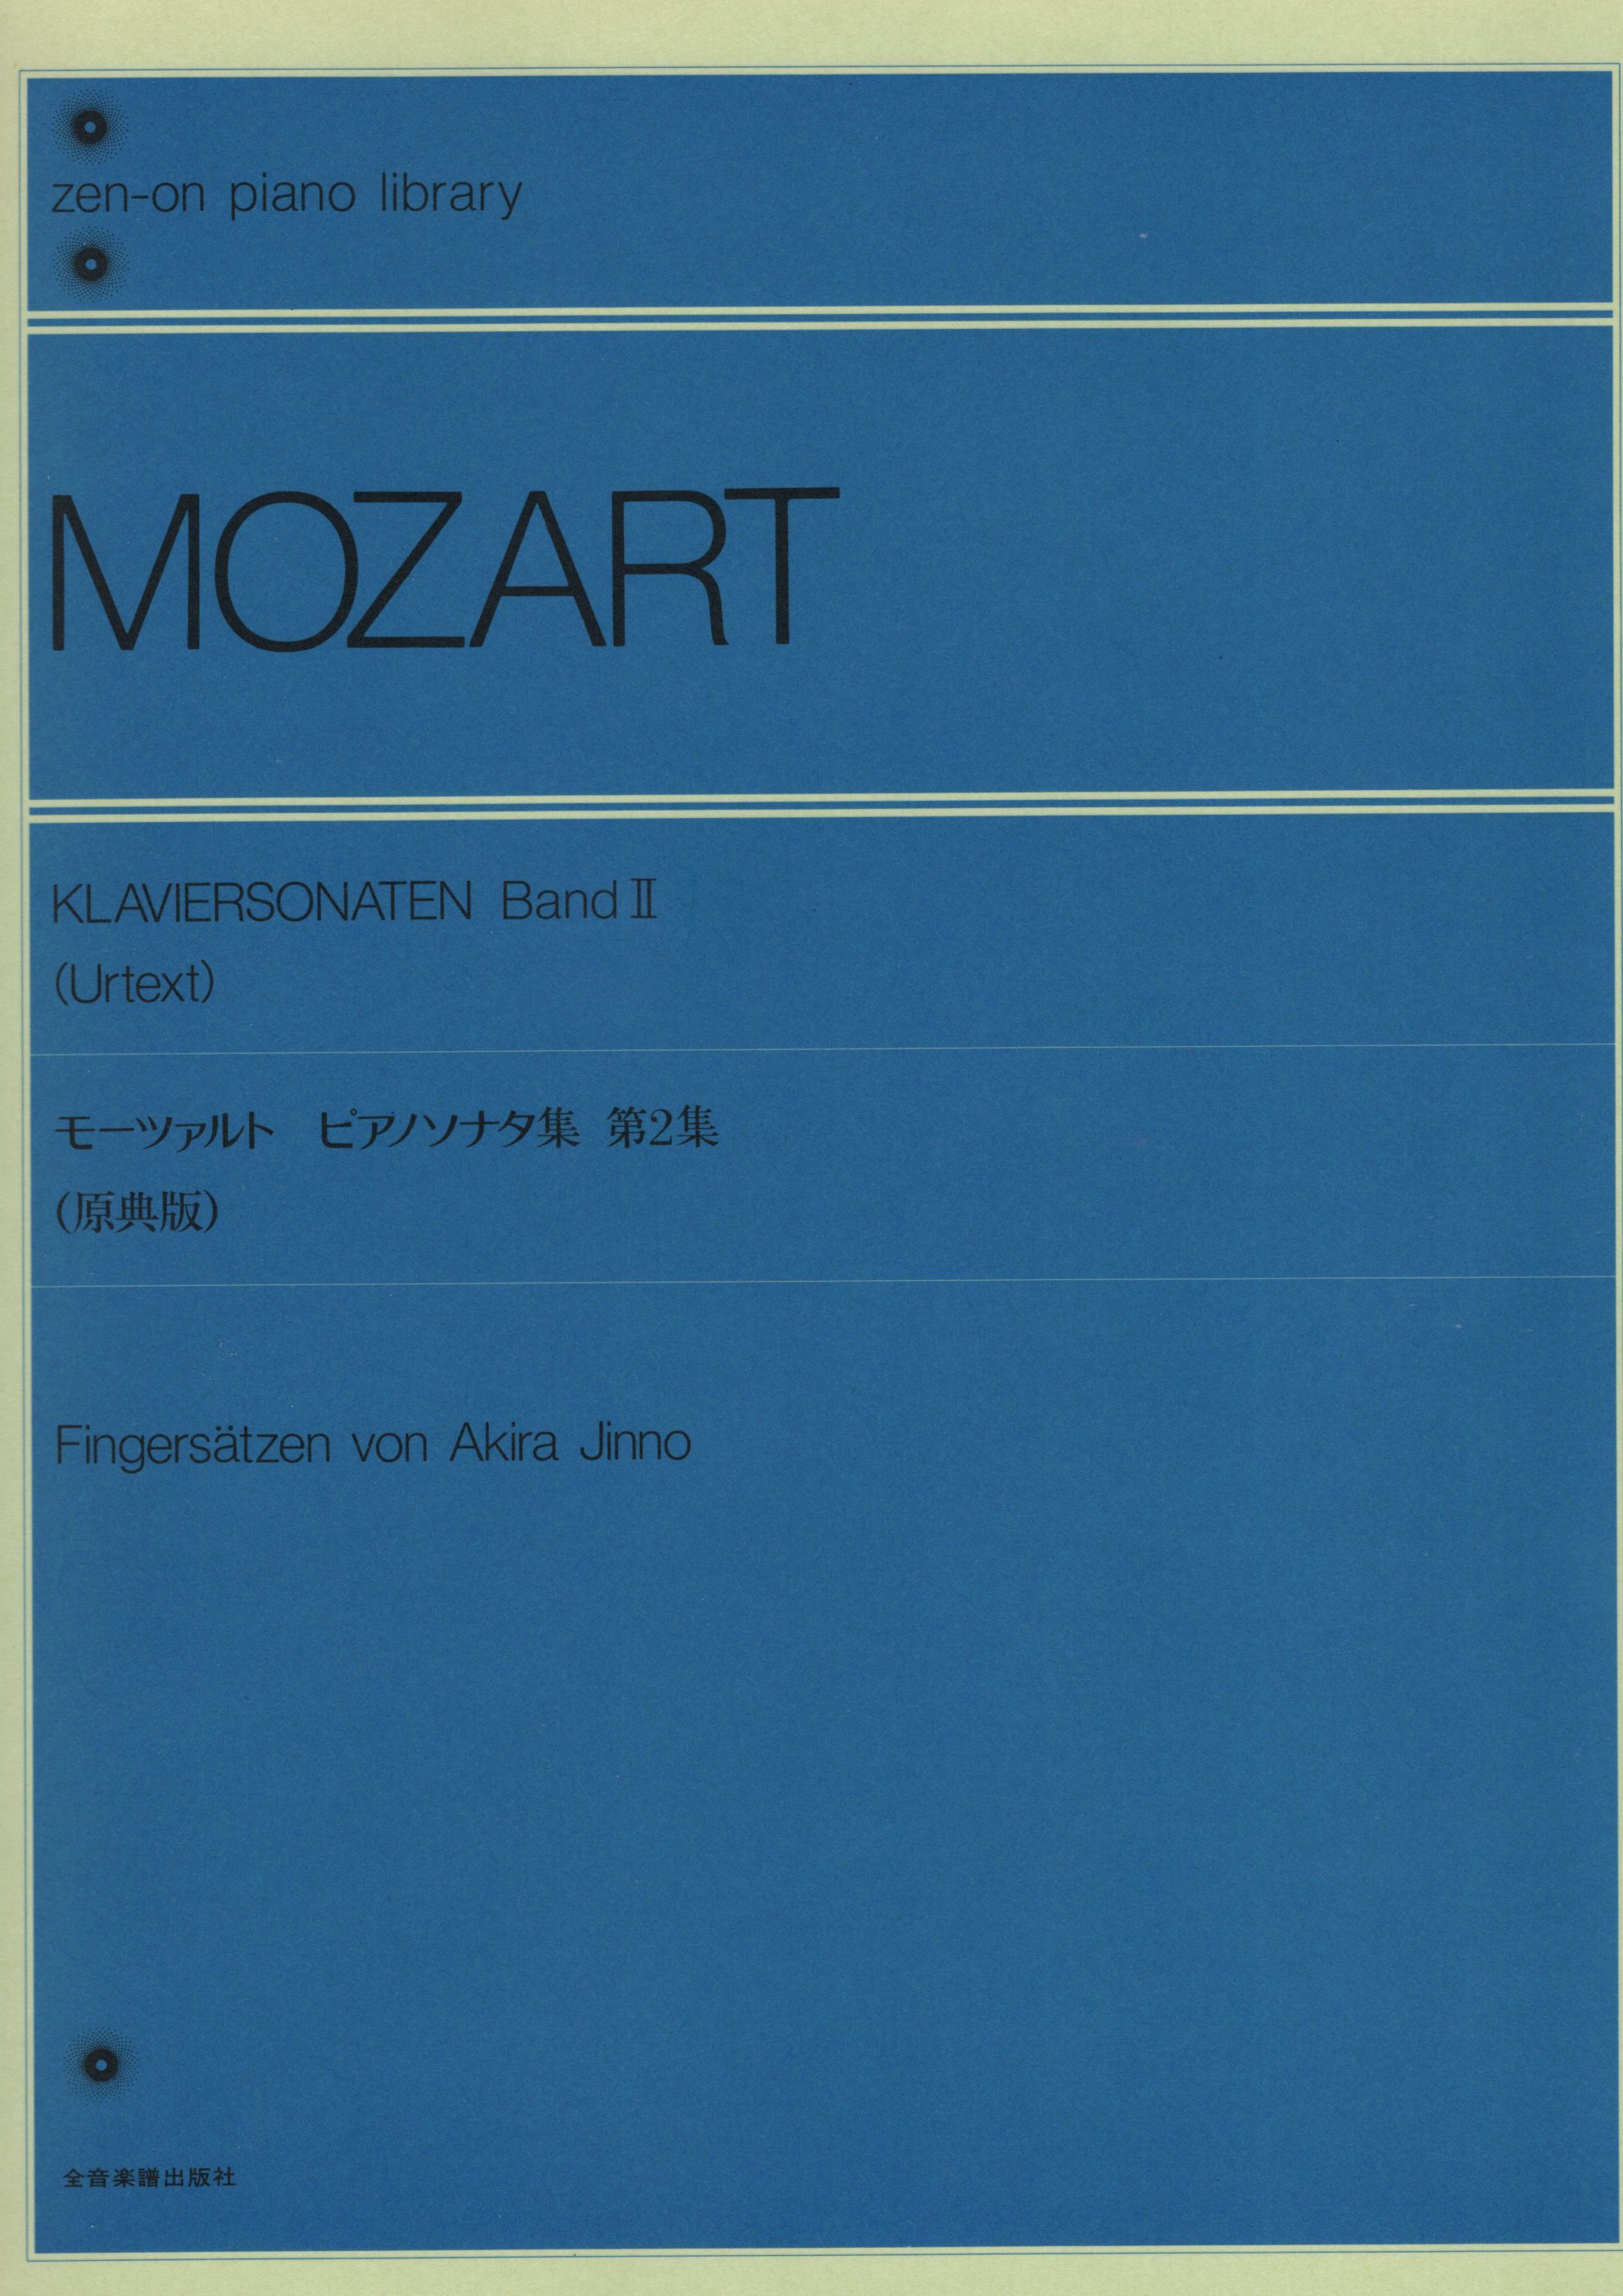 zen-on piano library
MOZART
KLAVIERSONATEN Band Ⅱ
(Urtext)
モーツァルト ピアノソナタ集 第2集
(原典版)
Fingersätzen von Akira Jinno
全音楽譜出版社